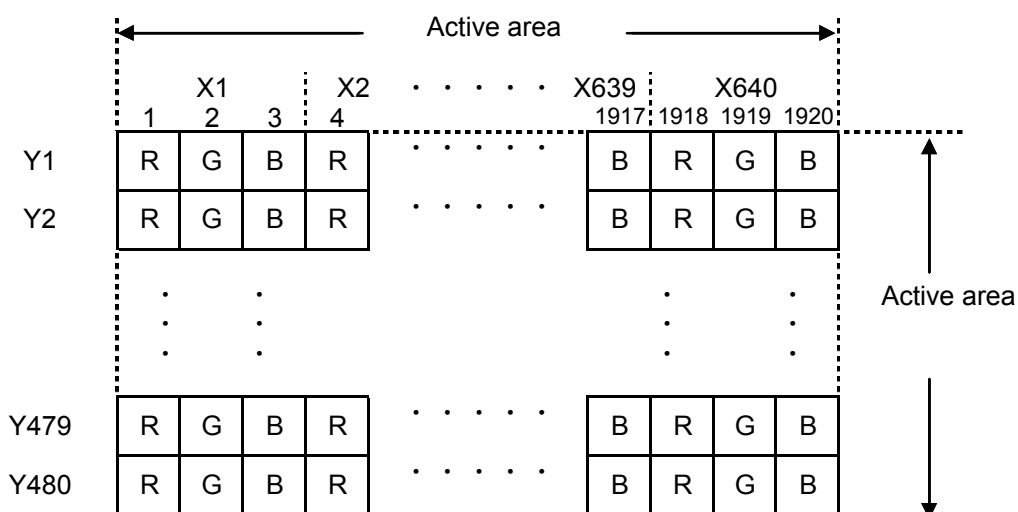 Active area
X1 X2 · · · · · X639 X640
1 2 3 4 1917 1918 1919 1920
Y1 R G B R · · · · · B R G B
Y2 R G B R · · · · · B R G B
Active area
Y479 R G B R · · · · · B R G B
Y480 R G B R · · · · · B R G B